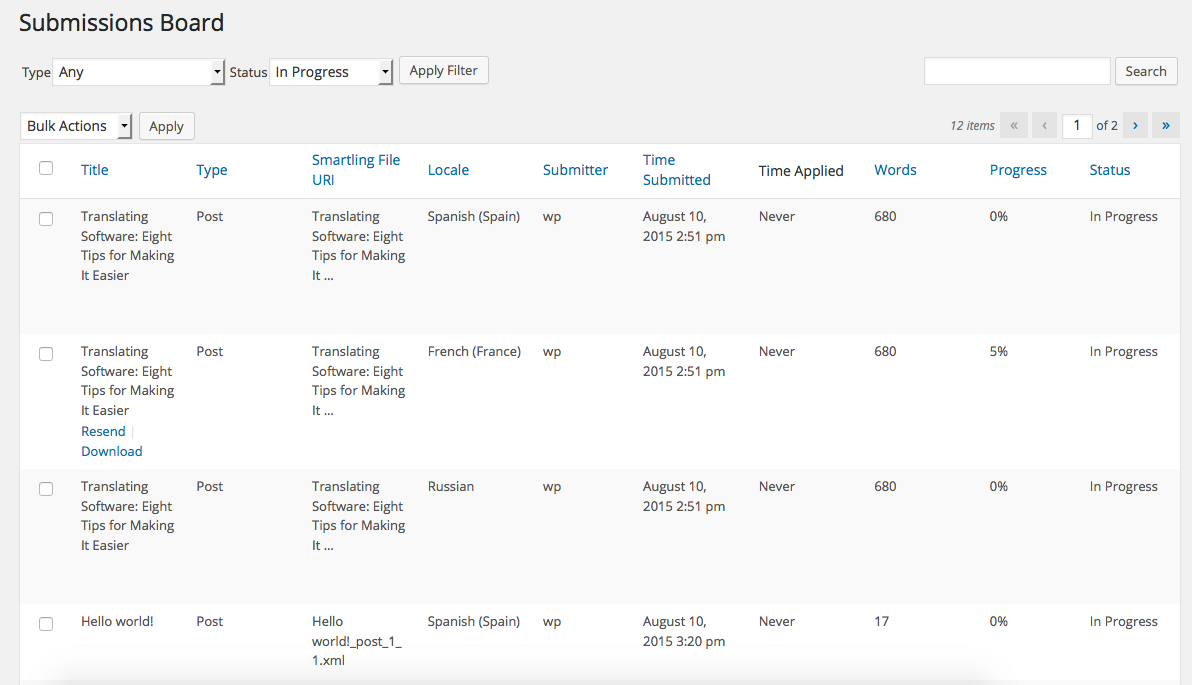 Submissions Board
Type Any Status In Progress Apply Filter Search
Bulk Actions Apply 12 items « ‹ 1 of 2 › »
Title Type Smartling File URI Locale Submitter Time Submitted Time Applied Words Progress Status
Translating Post Translating Spanish (Spain) wp August 10, Never 680 0% In Progress
Software: Eight Software: Eight 2015 2:51 pm
Tips for Making Tips for Making
It Easier It ...
Translating Post Translating French (France) wp August 10, Never 680 5% In Progress
Software: Eight Software: Eight 2015 2:51 pm
Tips for Making Tips for Making
It Easier It ...
Resend |
Download
Translating Post Translating Russian wp August 10, Never 680 0% In Progress
Software: Eight Software: Eight 2015 2:51 pm
Tips for Making Tips for Making
It Easier It ...
Hello world! Post Hello Spanish (Spain) wp August 10, Never 17 0% In Progress
world!_post_1_ 2015 3:20 pm
1.xml